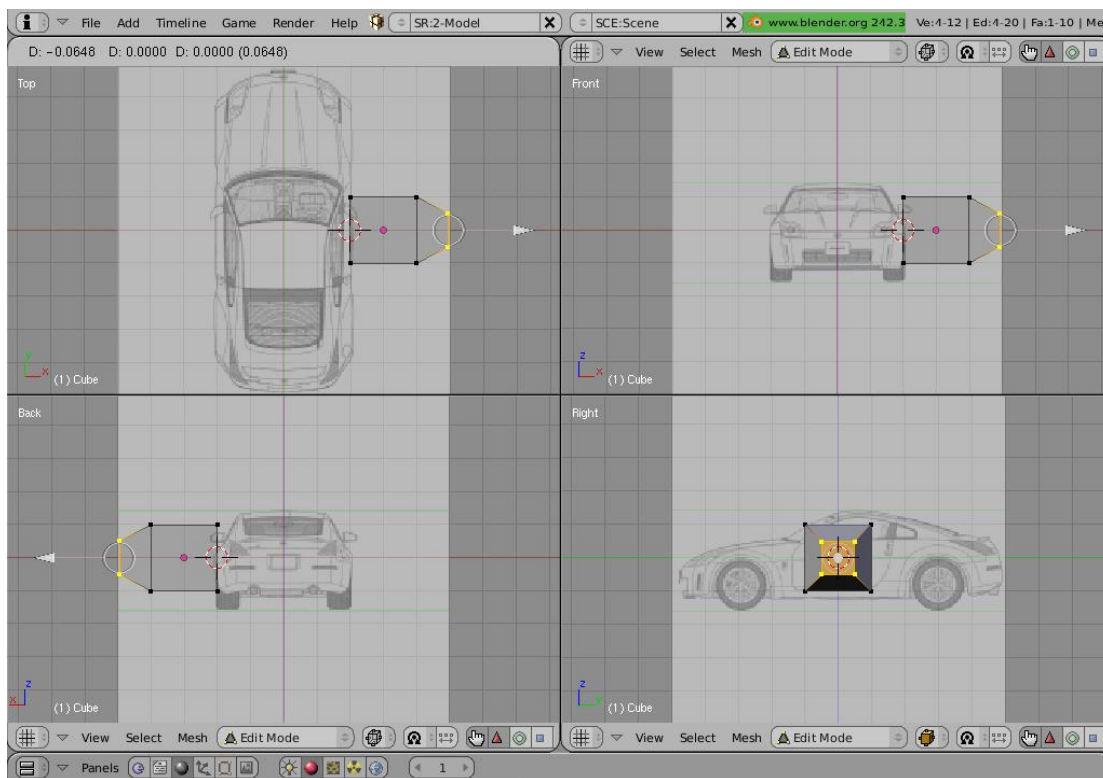 File Add Timeline Game Render Help SR:2-Model SCE:Scene www.blender.org 242.3 Ve:4-12 | Ed:4-20 | Fa:1-10 | Me
D: -0.0648 D: 0.0000 D: 0.0000 (0.0648)
View Select Mesh Edit Mode
Top
Front
y
x
(1) Cube
z
x
(1) Cube
Back
Right
z
x
(1) Cube
z
y
(1) Cube
View Select Mesh Edit Mode
View Select Mesh Edit Mode
Panels 1